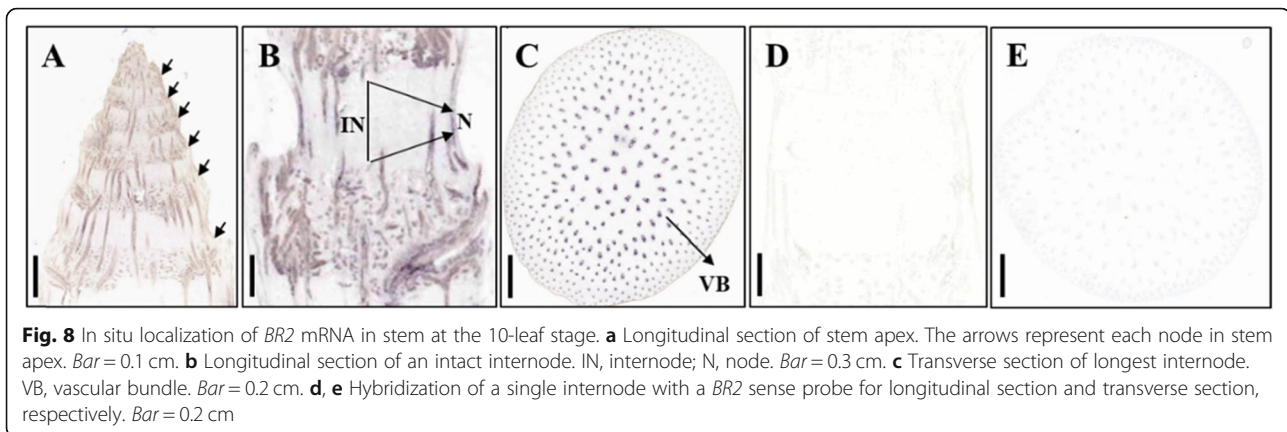 A
B
C
D
E
IN
N
VB
Fig. 8 In situ localization of BR2 mRNA in stem at the 10-leaf stage. a Longitudinal section of stem apex. The arrows represent each node in stem
apex. Bar = 0.1 cm. b Longitudinal section of an intact internode. IN, internode; N, node. Bar = 0.3 cm. c Transverse section of longest internode.
VB, vascular bundle. Bar = 0.2 cm. d, e Hybridization of a single internode with a BR2 sense probe for longitudinal section and transverse section,
respectively. Bar = 0.2 cm